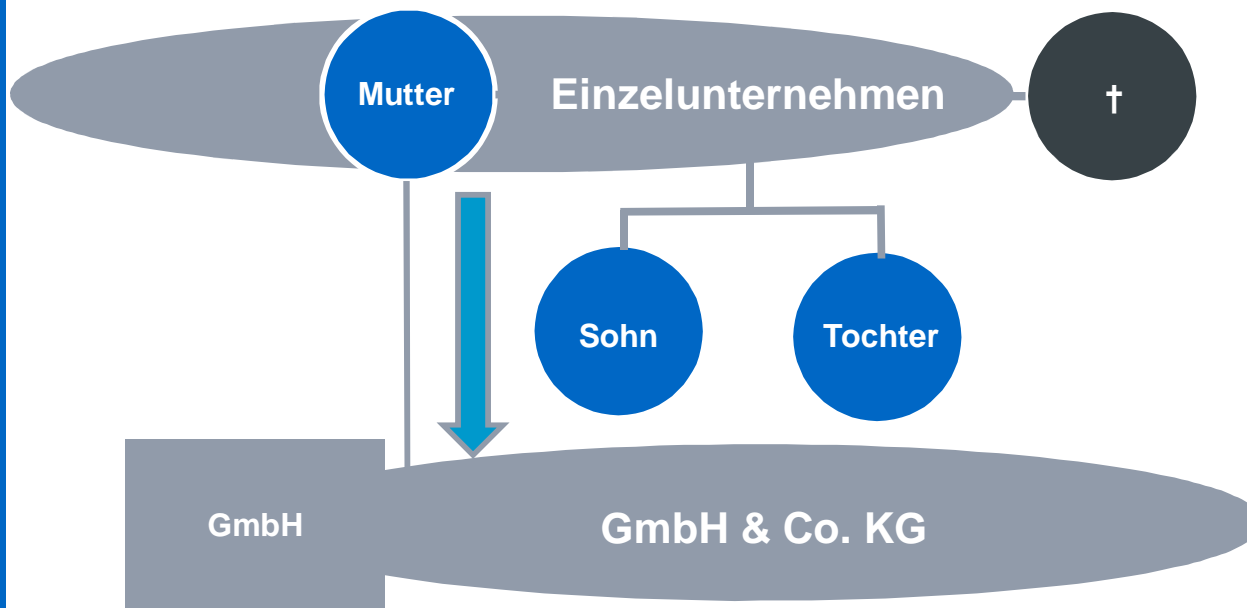 Mutter
Einzelunternehmen
†
Sohn
Tochter
GmbH
GmbH & Co. KG